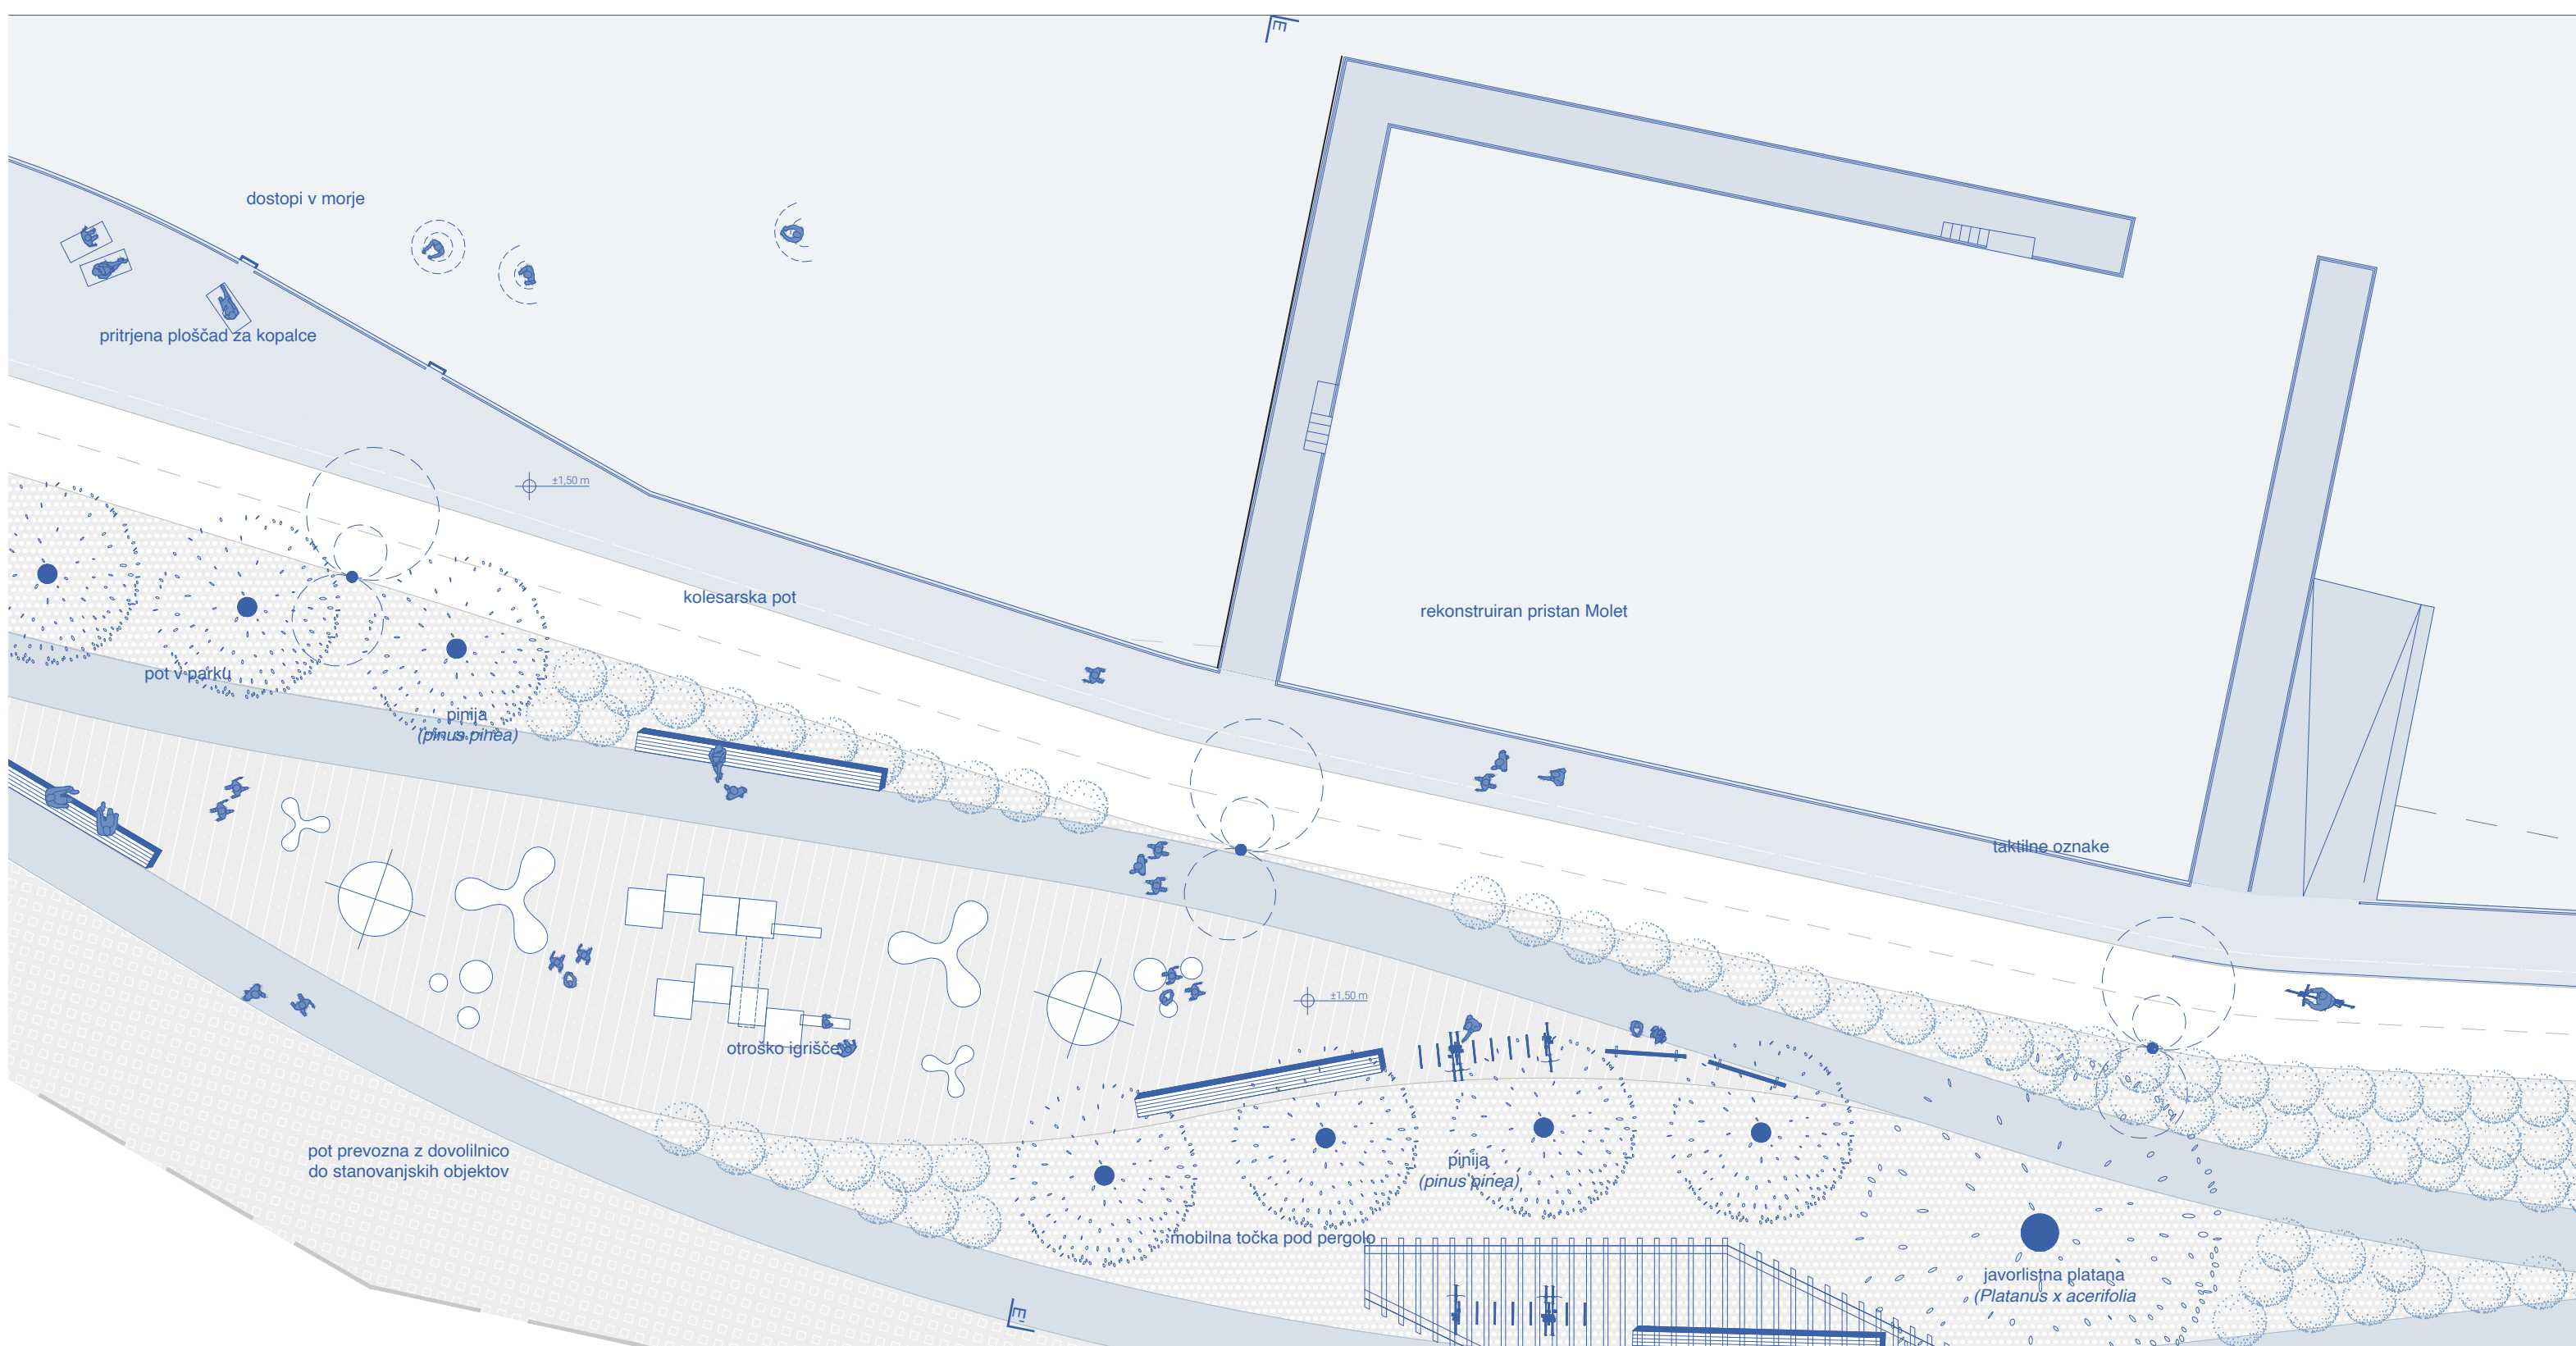 E
dostopi v morje
pritrjena ploščad za kopalce
±1,50 m
kolesarska pot
rekonstruiran pristan Molet
pot v parku
pinija
(pinus pinea)
taktilne oznake
±1,50 m
otroško igrišče
pot prevozna z dovolilnico
do stanovanjskih objektov
pinija
(pinus pinea)
mobilna točka pod pergolo
javorlistna platana
(Platanus x acerifolia
E'